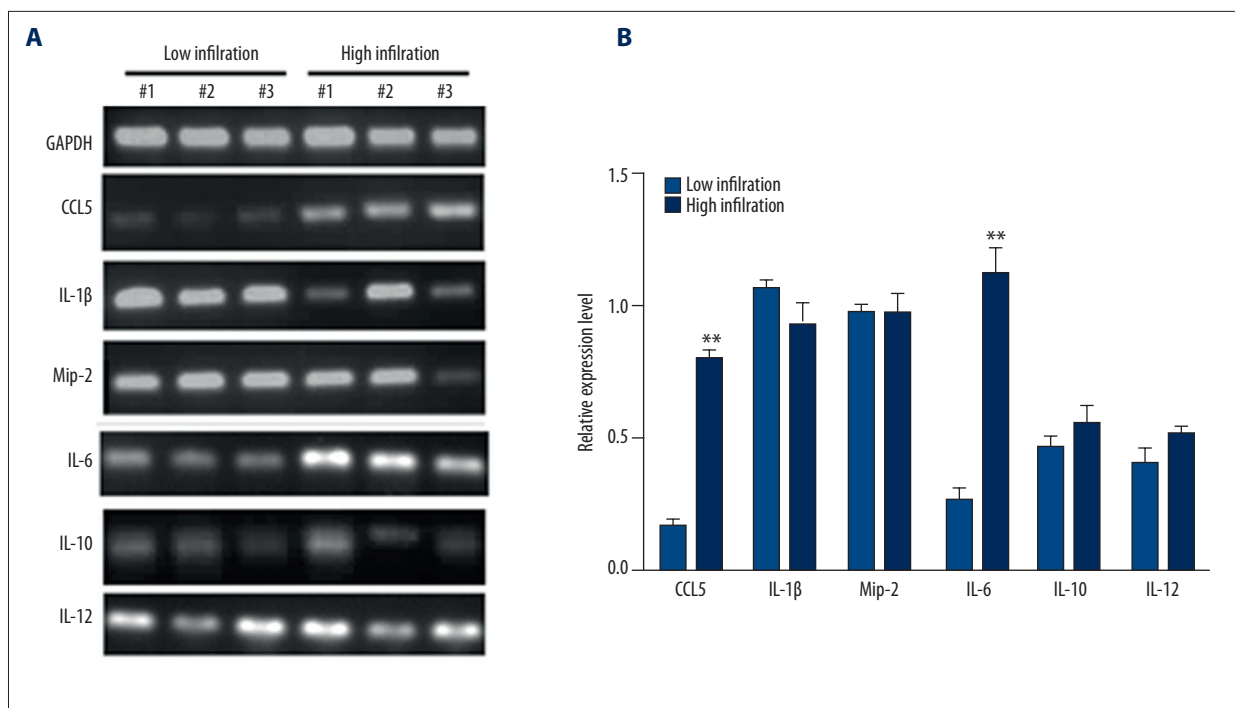 A
Low infilration High infilration
#1 #2 #3 #1 #2 #3
GAPDH
CCL5
IL-1β
Mip-2
IL-6
IL-10
IL-12
B
1.5
1.0
0.5
0.0
Relative expression level
Low infilration
High infilration
**
**
CCL5 IL-1β Mip-2 IL-6 IL-10 IL-12